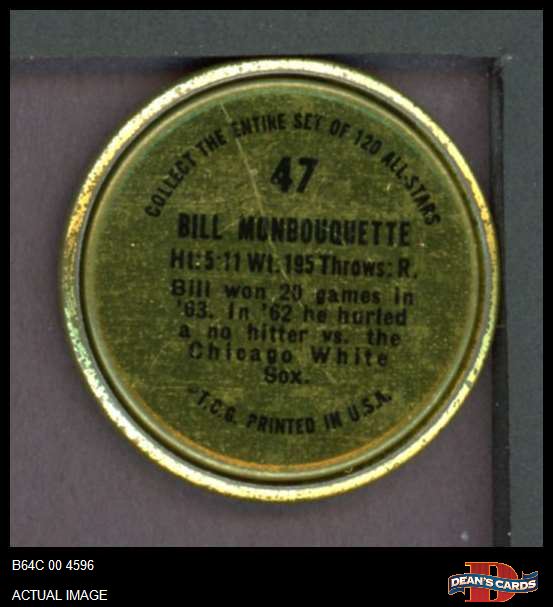 COLLECT THE ENTIRE SET OF 120 ALL-STARS
47
BILL MONBOUQUETTE
Ht: 5-11 Wt. 195 Throws: R.
Bill won 20 games in
'63. In '62 he hurled
a no hitter vs. the
Chicago White
Sox.
T.C.G. PRINTED IN U.S.A.
B64C 00 4596
ACTUAL IMAGE
D
DEAN'S CARDS